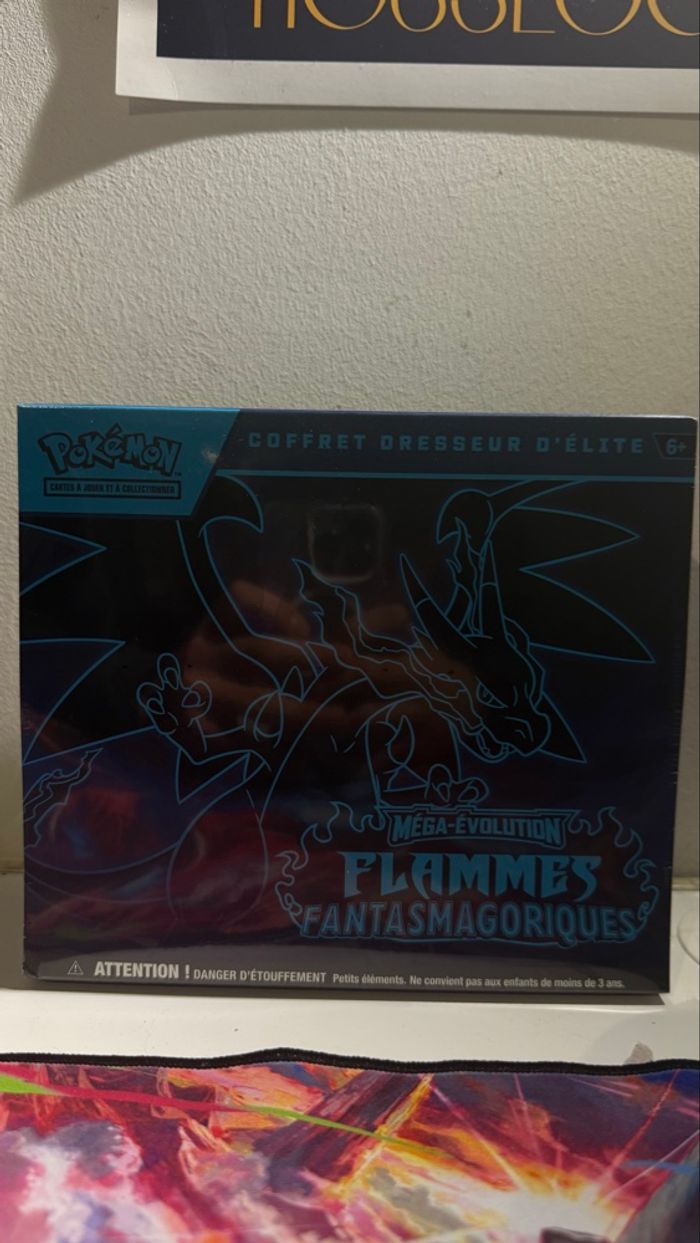 POKÉMON
CARTES À JOUER ET À COLLECTIONNER
COFFRET DRESSEUR D'ÉLITE 6+
MÉGA-ÉVOLUTION
FLAMMES
FANTASMAGORIQUES
ATTENTION ! DANGER D'ÉTOUFFEMENT Petits éléments. Ne convient pas aux enfants de moins de 3 ans.